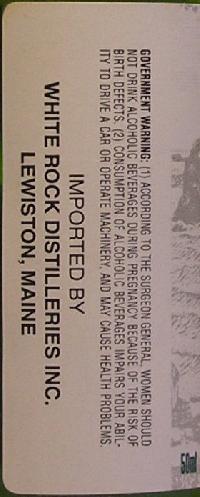 GOVERNMENT WARNING: (1) ACCORDING TO THE SURGEON GENERAL, WOMEN SHOULD
NOT DRINK ALCOHOLIC BEVERAGES DURING PREGNANCY BECAUSE OF THE RISK OF
BIRTH DEFECTS. (2) CONSUMPTION OF ALCOHOLIC BEVERAGES IMPAIRS YOUR ABIL-
ITY TO DRIVE A CAR OR OPERATE MACHINERY, AND MAY CAUSE HEALTH PROBLEMS.
IMPORTED BY
WHITE ROCK DISTILLERIES INC.
LEWISTON, MAINE
50ml